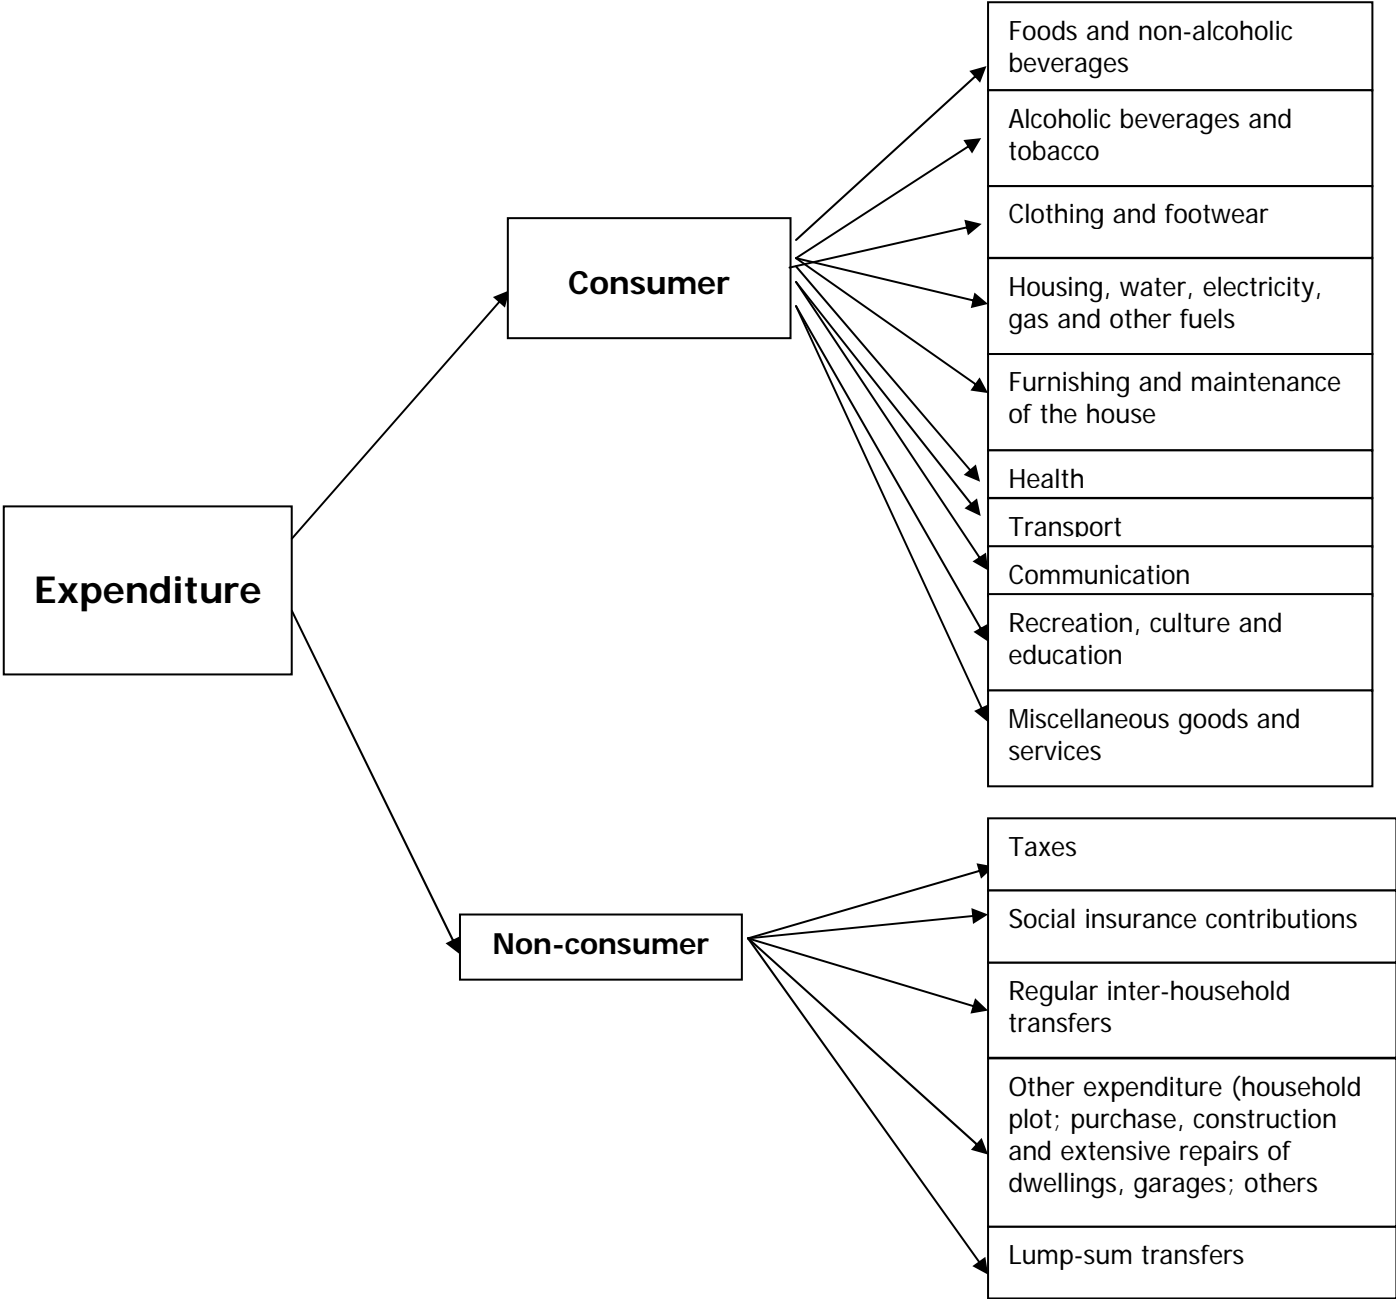 Foods and non-alcoholic
beverages
Alcoholic beverages and
tobacco
Clothing and footwear
Consumer
Housing, water, electricity,
gas and other fuels
Furnishing and maintenance
of the house
Health
Transport
Expenditure
Communication
Recreation, culture and
education
Miscellaneous goods and
services
Taxes
Non-consumer
Social insurance contributions
Regular inter-household
transfers
Other expenditure (household
plot; purchase, construction
and extensive repairs of
dwellings, garages; others
Lump-sum transfers